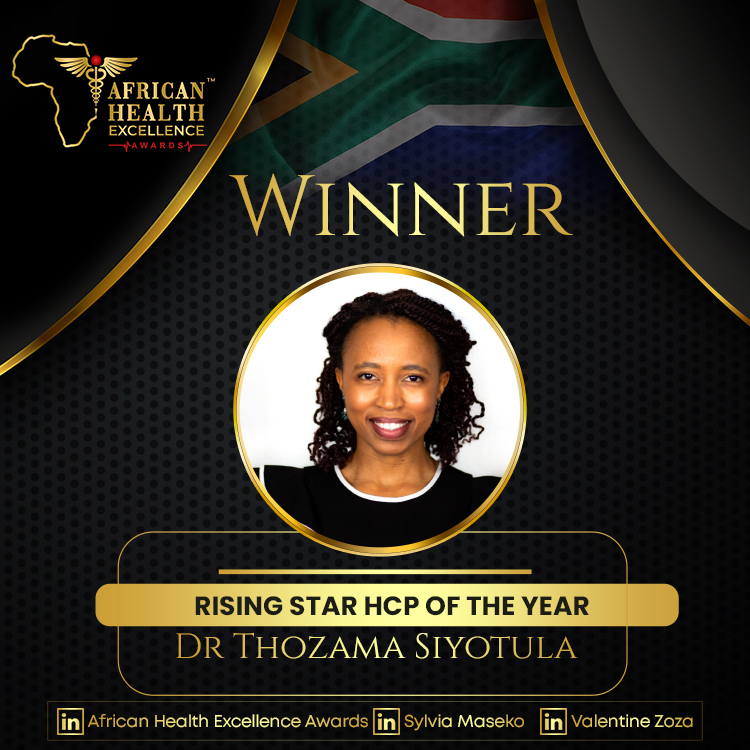 AFRICAN™
HEALTH
EXCELLENCE
AWARDS
WINNER
RISING STAR HCP OF THE YEAR
DR THOZAMA SIYOTULA
in African Health Excellence Awards in Sylvia Maseko in Valentine Zoza